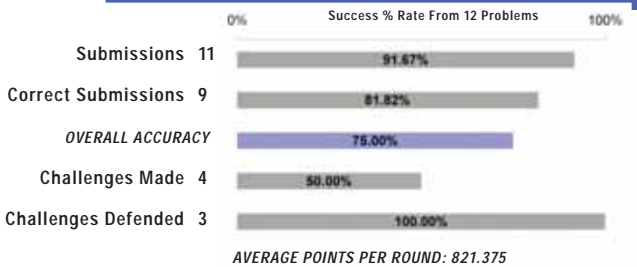 Success % Rate From 12 Problems
0% 100%
Submissions 11 91.67%
Correct Submissions 9 81.82%
OVERALL ACCURACY 75.00%
Challenges Made 4 50.00%
Challenges Defended 3 100.00%
AVERAGE POINTS PER ROUND: 821.375